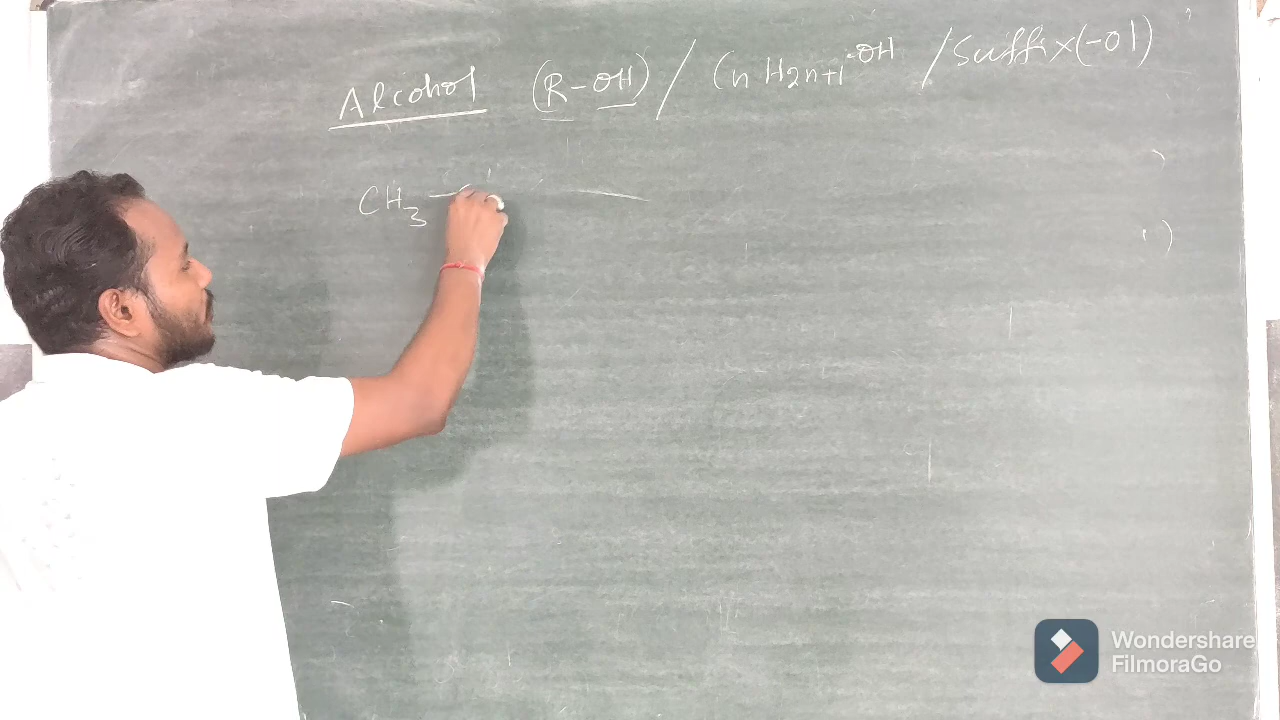 Alcohol (R-OH) / CnH2n+1-OH / Suffix(-ol)
CH3 -
Wondershare
FilmoraGo